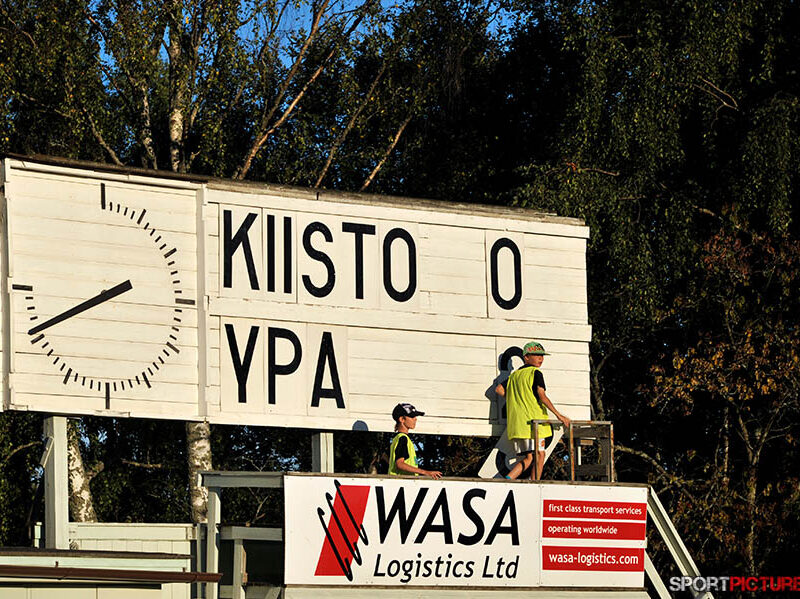 KIISTO 0
YPA
WASA
Logistics Ltd
first class transport services
operating worldwide
wasa-logistics.com
SPORTPICTURE